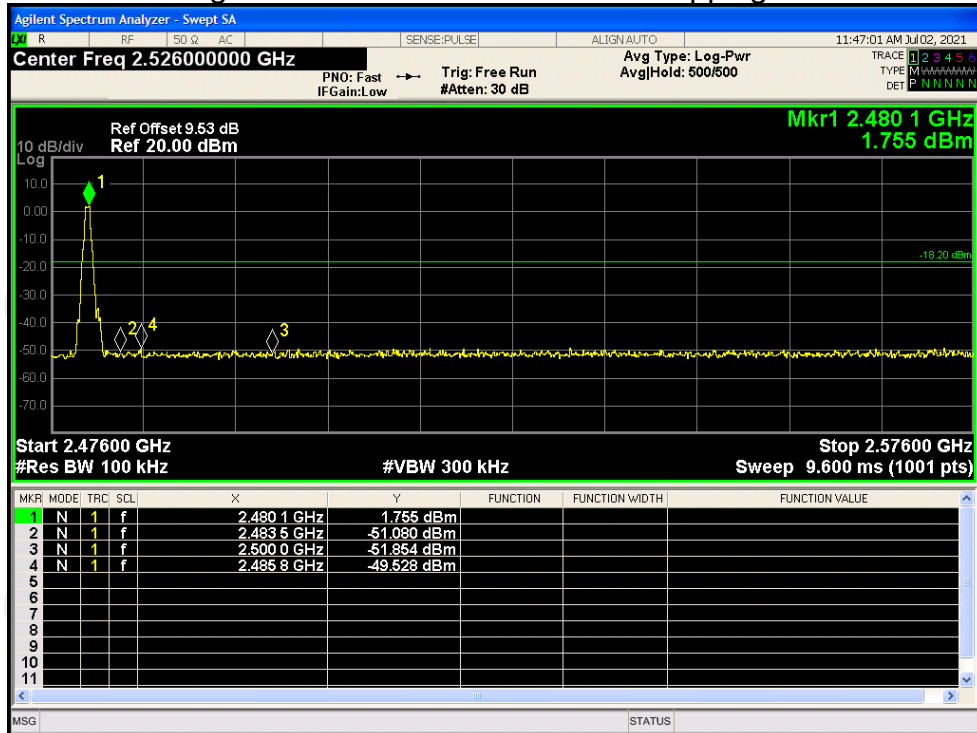 Agilent Spectrum Analyzer - Swept SA
LXI R RF 50 Ω AC SENSE:PULSE ALIGN AUTO 11:47:01 AM Jul 02, 2021
Center Freq 2.526000000 GHz
PNO: Fast Trig: Free Run Avg Type: Log-Pwr TRACE 1 2 3 4 5 6
IFGain:Low #Atten: 30 dB Avg|Hold: 500/500 TYPE M
DET P N N N N N
Ref Offset 9.53 dB Mkr1 2.480 1 GHz
10 dB/div Ref 20.00 dBm 1.755 dBm
Log
10.0
1
0.00
-10.0
-18.20 dBm
-20.0
-30.0
-40.0
2 4 3
-50.0
-60.0
-70.0
Start 2.47600 GHz Stop 2.57600 GHz
#Res BW 100 kHz #VBW 300 kHz Sweep 9.600 ms (1001 pts)
MKR MODE TRC SCL X Y FUNCTION FUNCTION WIDTH FUNCTION VALUE
1 N 1 f 2.480 1 GHz 1.755 dBm
2 N 1 f 2.483 5 GHz -51.080 dBm
3 N 1 f 2.500 0 GHz -51.854 dBm
4 N 1 f 2.485 8 GHz -49.528 dBm
5
6
7
8
9
10
11
MSG STATUS